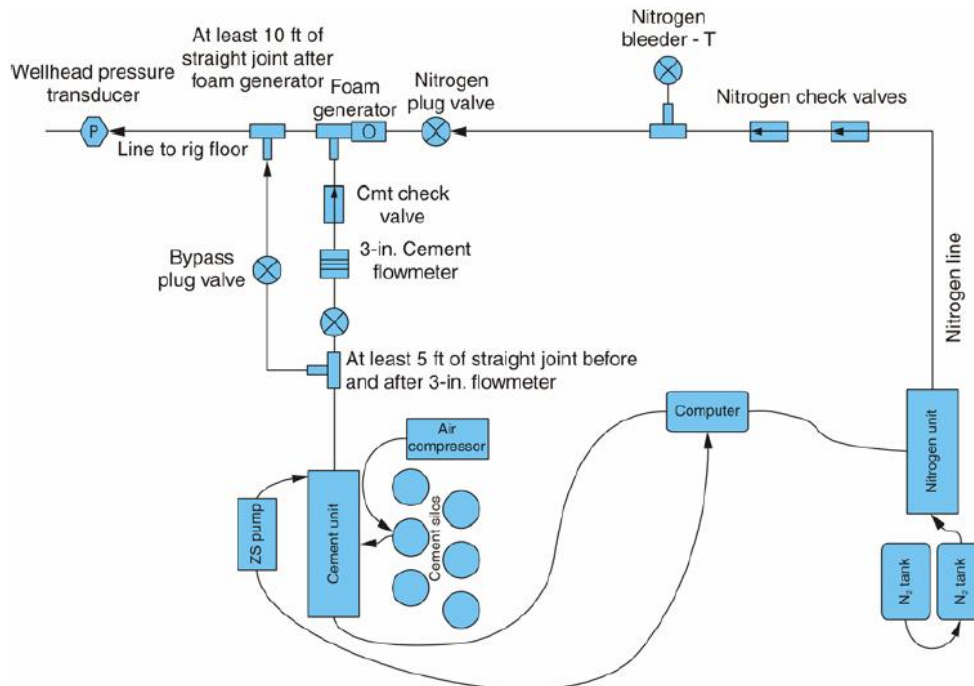 At least 10 ft of
straight joint after
foam generator
Wellhead pressure
transducer
Foam
generator
Nitrogen
plug valve
Nitrogen
bleeder - T
Nitrogen check valves
P
Line to rig floor
O
Cmt check
valve
Bypass
plug valve
3-in. Cement
flowmeter
Nitrogen line
At least 5 ft of straight joint before
and after 3-in. flowmeter
Computer
Air
compressor
Nitrogen unit
ZS pump
Cement unit
Cement silos
N₂ tank
N₂ tank